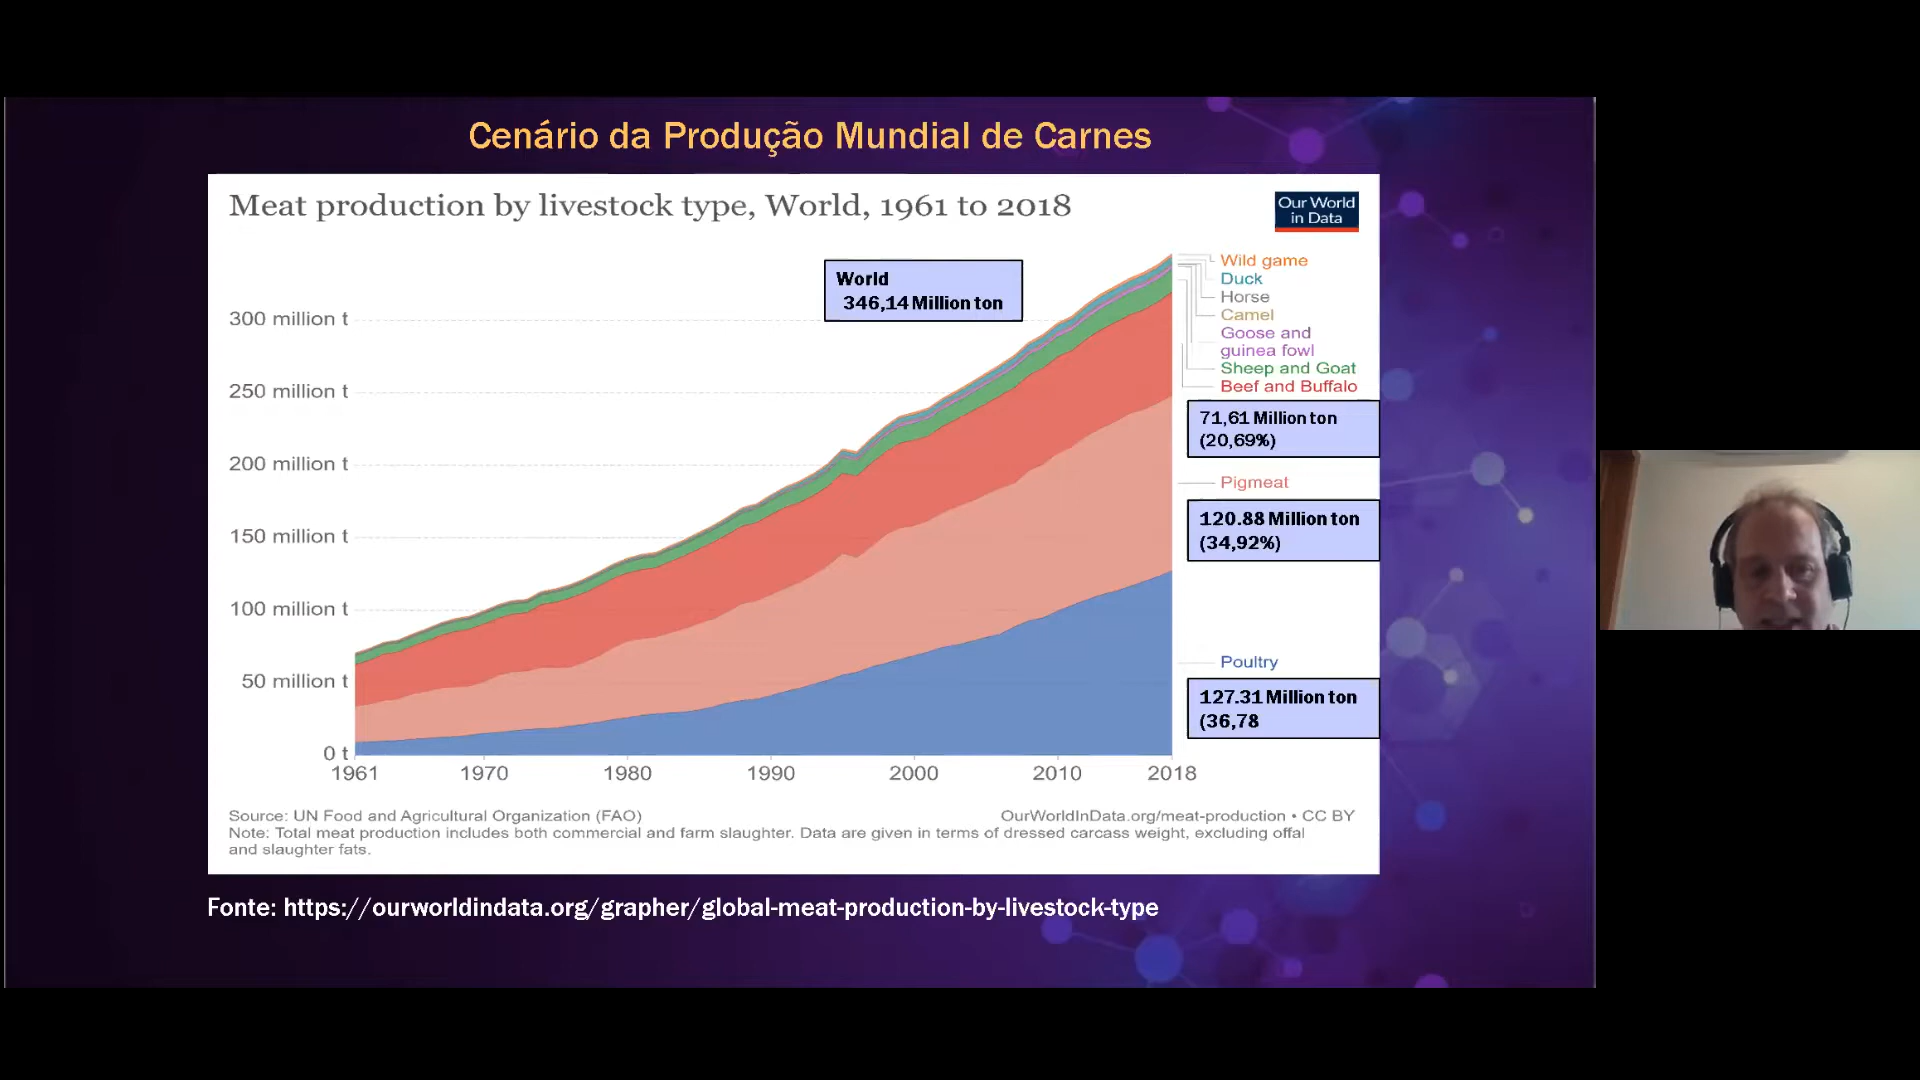 Cenário da Produção Mundial de Carnes
Meat production by livestock type, World, 1961 to 2018
Our World
in Data
World
346,14 Million ton
300 million t
250 million t
200 million t
150 million t
100 million t
50 million t
0 t
1961 1970 1980 1990 2000 2010 2018
Wild game
Duck
Horse
Camel
Goose and
guinea fowl
Sheep and Goat
Beef and Buffalo
71,61 Million ton
(20,69%)
Pigmeat
120.88 Million ton
(34,92%)
Poultry
127.31 Million ton
(36,78
Source: UN Food and Agricultural Organization (FAO)
OurWorldInData.org/meat-production • CC BY
Note: Total meat production includes both commercial and farm slaughter. Data are given in terms of dressed carcass weight, excluding offal
and slaughter fats.
Fonte: https://ourworldindata.org/grapher/global-meat-production-by-livestock-type